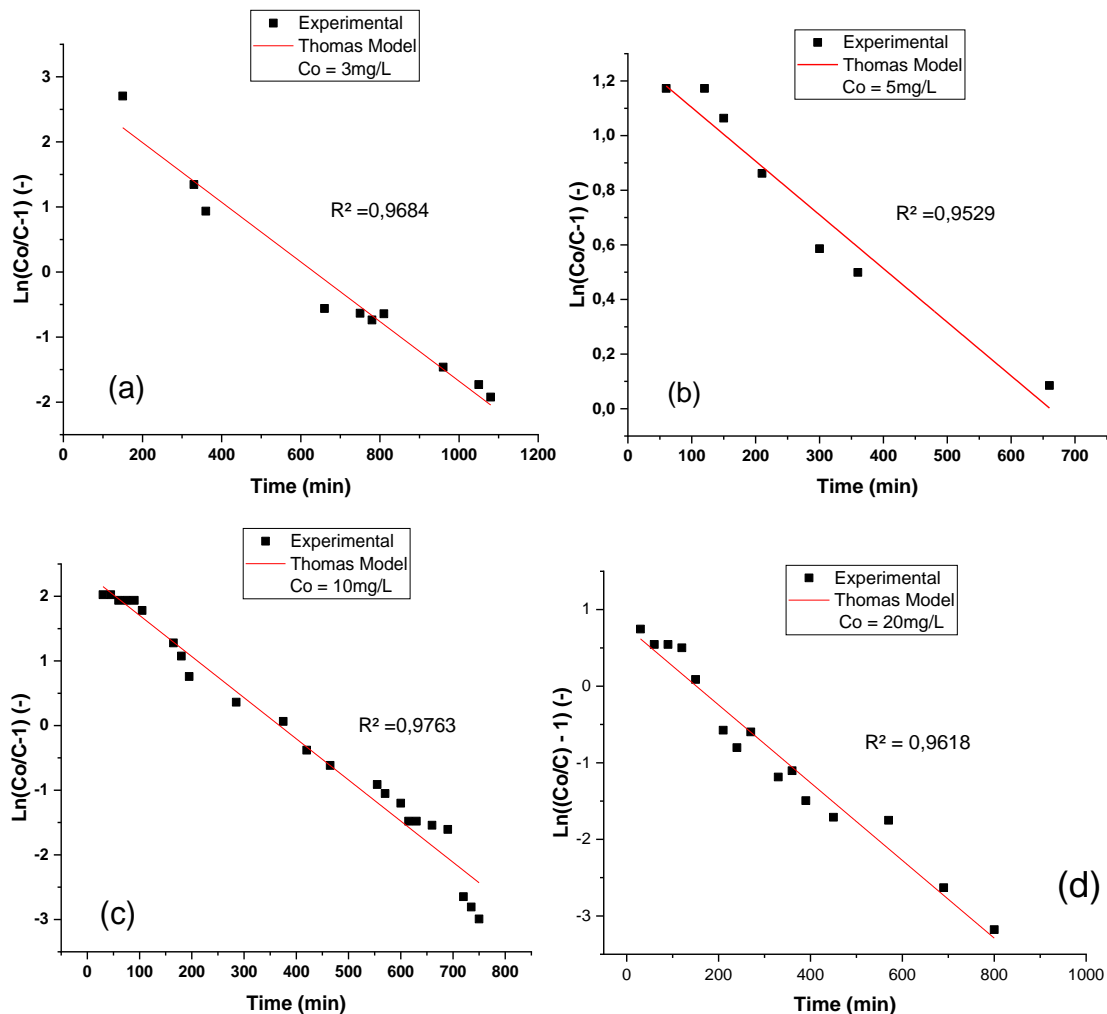 Experimental
Thomas Model
Co = 3mg/L
3
2
1
0
-1
-2
Ln(Co/C-1) (-)
R² =0,9684
(a)
0 200 400 600 800 1000 1200
Time (min)
Experimental
Thomas Model
Co = 5mg/L
1,2
1,0
0,8
0,6
0,4
0,2
0,0
Ln(Co/C-1) (-)
R² =0,9529
(b)
0 100 200 300 400 500 600 700
Time (min)
Experimental
Thomas Model
Co = 10mg/L
2
1
0
-1
-2
-3
Ln(Co/C-1) (-)
R² =0,9763
(c)
0 100 200 300 400 500 600 700 800
Time (min)
Experimental
Thomas Model
Co = 20mg/L
1
0
-1
-2
-3
Ln((Co/C) - 1) (-)
R² = 0,9618
(d)
0 200 400 600 800 1000
Time (min)